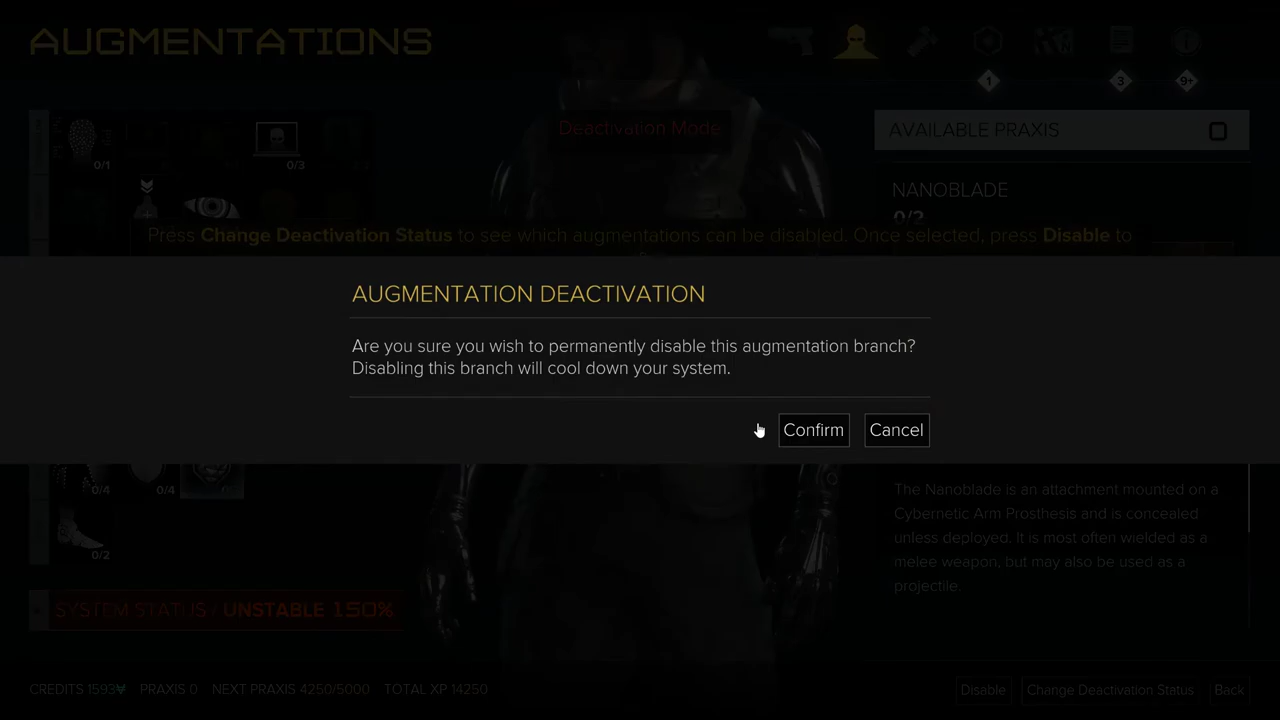 AUGMENTATIONS
1
3
9+
Deactivation Mode
AVAILABLE PRAXIS
0/1
0/3
NANOBLADE
0/2
Press Change Deactivation Status to see which augmentations can be disabled. Once selected, press Disable to
AUGMENTATION DEACTIVATION
Are you sure you wish to permanently disable this augmentation branch?
Disabling this branch will cool down your system.
Confirm
Cancel
0/4
0/4
The Nanoblade is an attachment mounted on a
Cybernetic Arm Prosthesis and is concealed
unless deployed. It is most often wielded as a
melee weapon, but may also be used as a
projectile.
0/2
SYSTEM STATUS / UNSTABLE 150%
CREDITS 1593 PRAXIS 0 NEXT PRAXIS 4250/5000 TOTAL XP 14250
Disable
Change Deactivation Status
Back